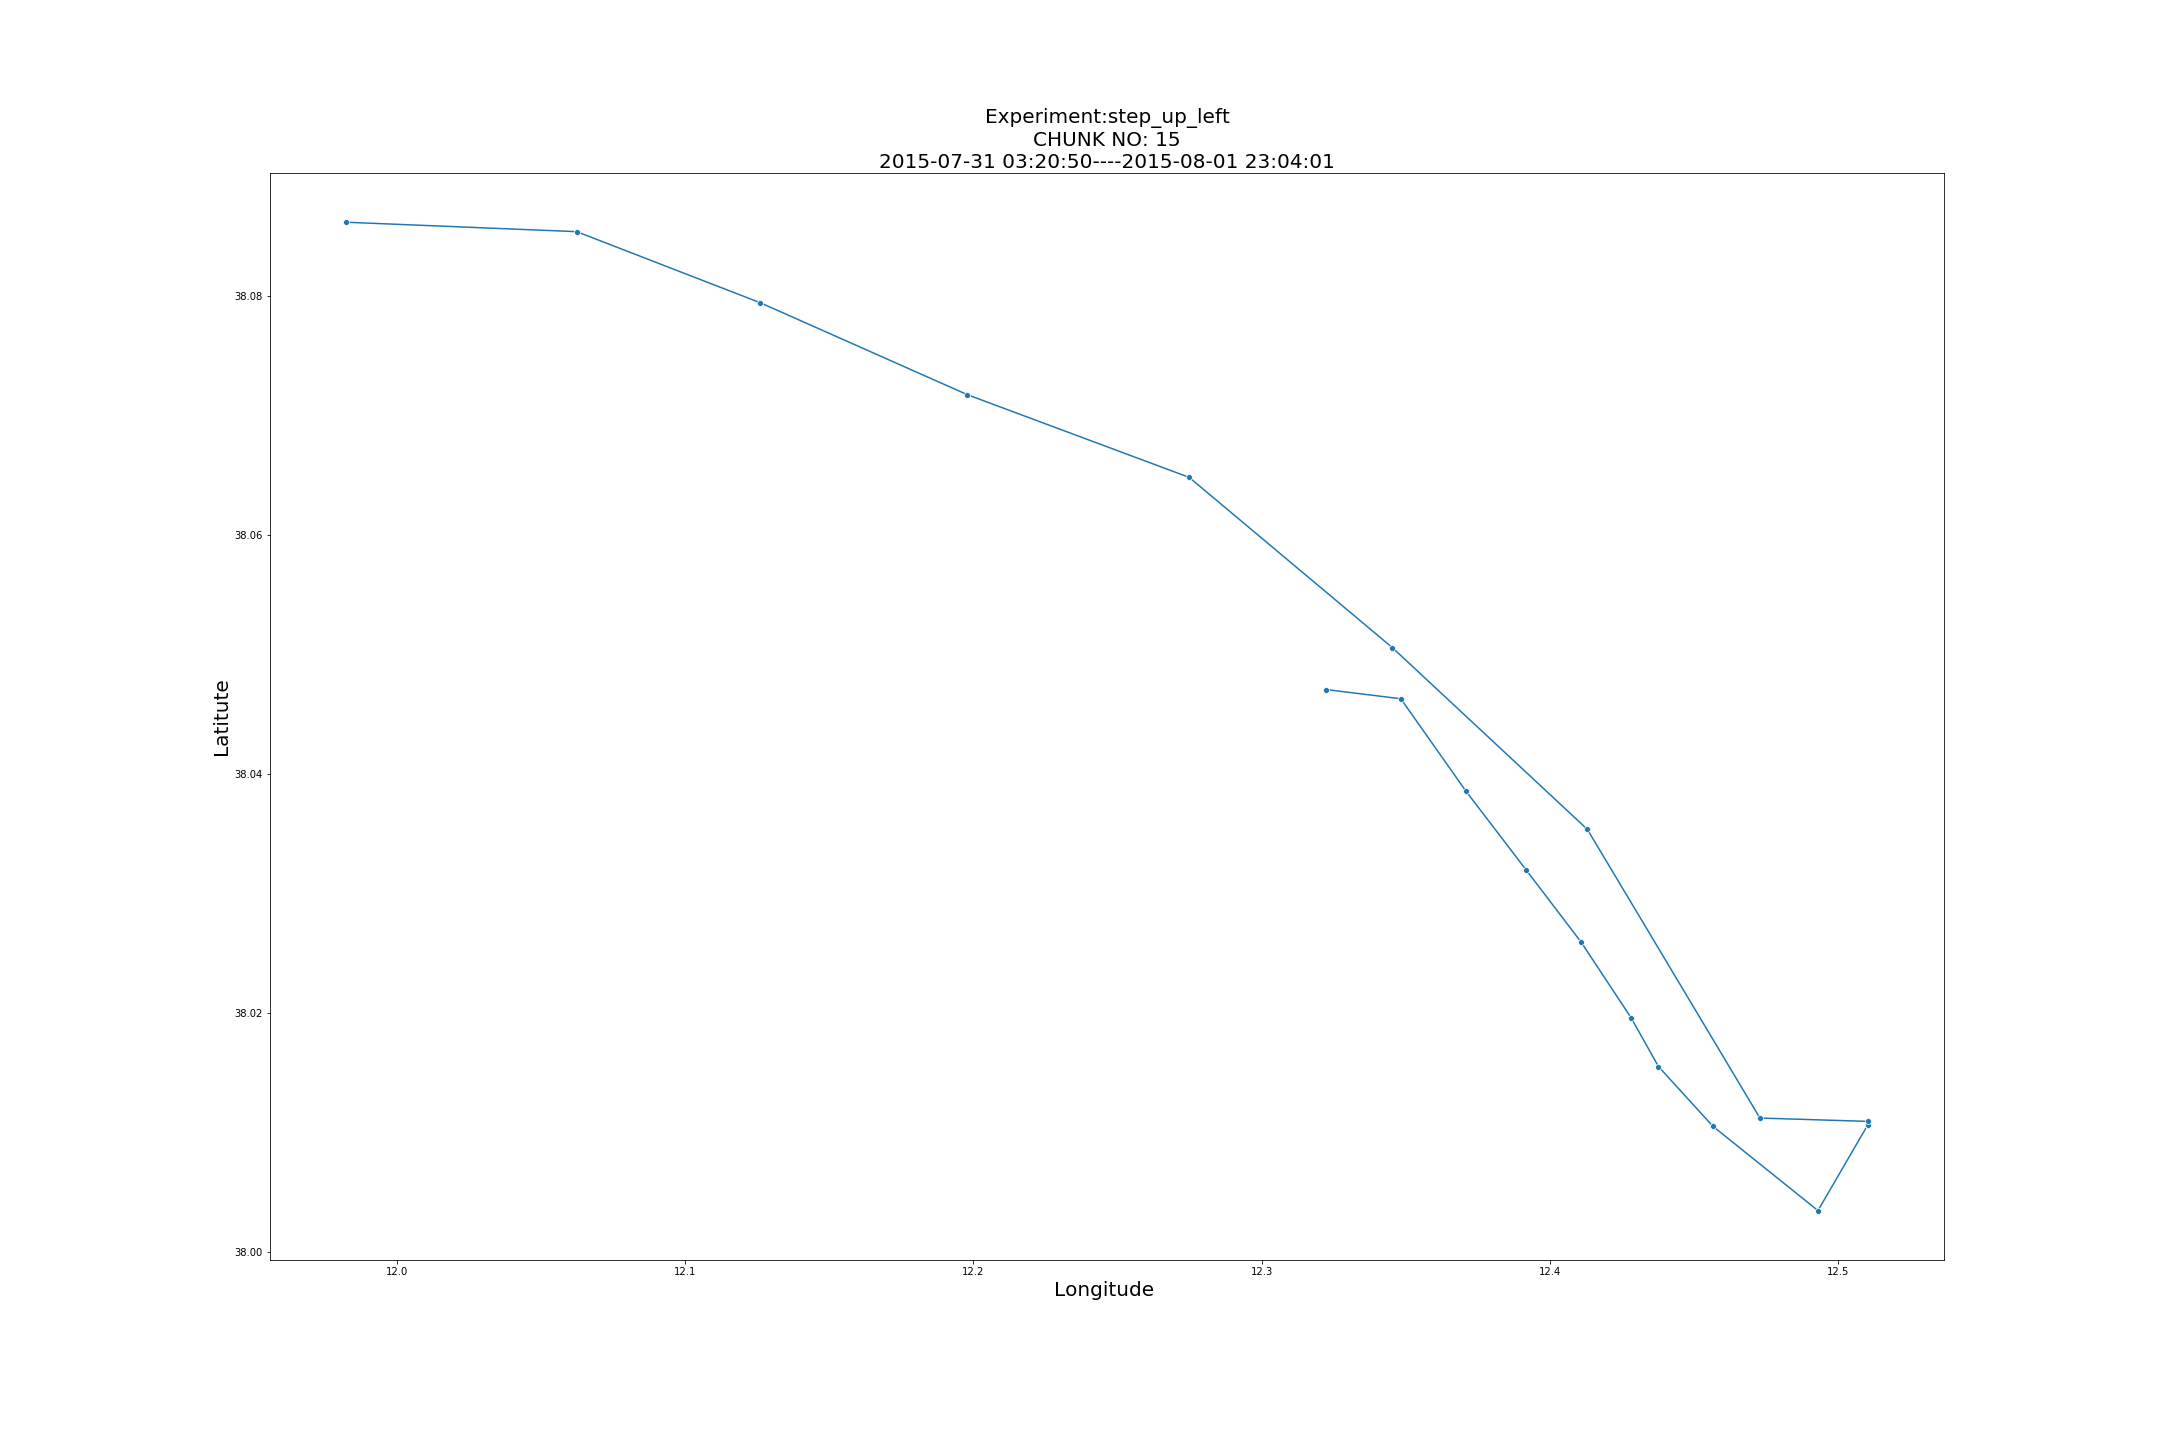 Experiment:step_up_left
CHUNK NO: 15
2015-07-31 03:20:50----2015-08-01 23:04:01
38.08
38.06
38.04
38.02
38.00
Latitute
12.0 12.1 12.2 12.3 12.4 12.5
Longitude